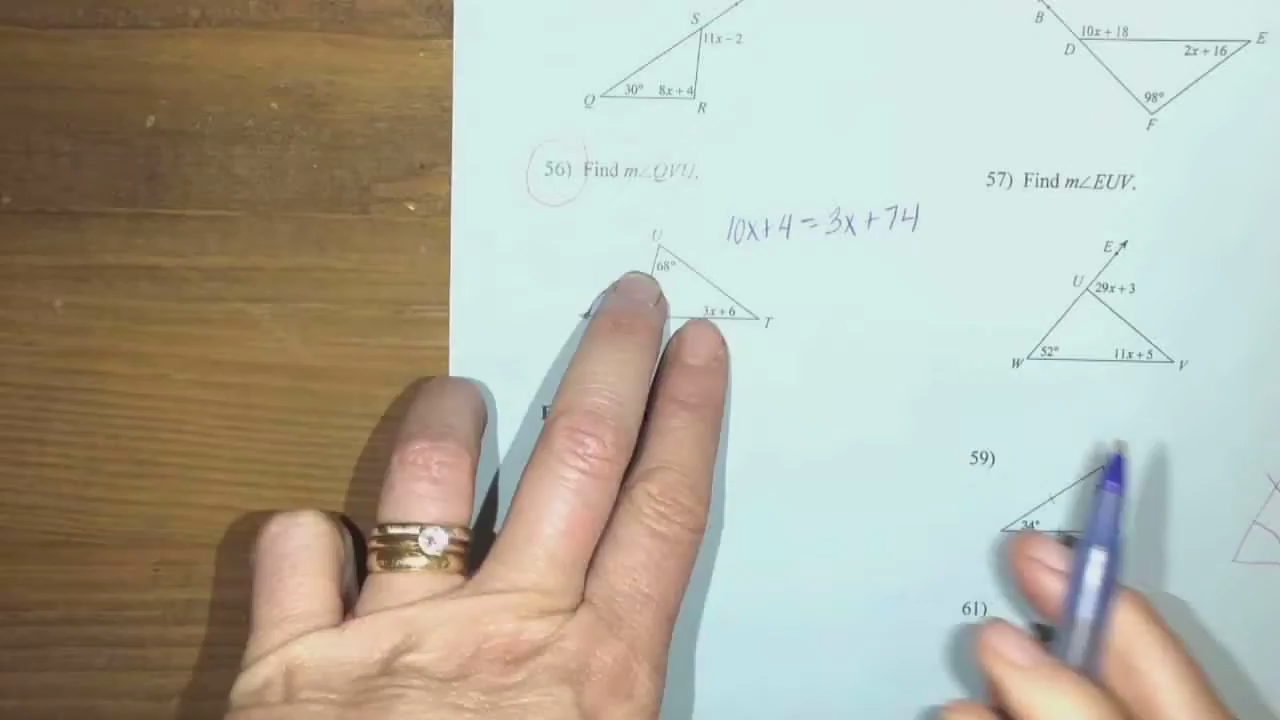 S
11x - 2
30°
8x + 4
Q
R
B
10x + 18
D
E
2x + 16
98°
F
56) Find m∠QVU.
57) Find m∠EUV.
10x + 4 = 3x + 74
U
68°
3x + 6
T
E
U
29x + 3
52°
11x + 5
W
V
59)
34°
61)